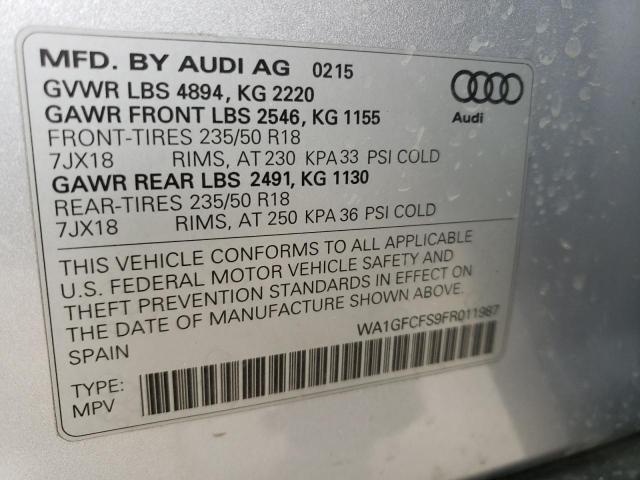 MFD. BY AUDI AG 0215
GVWR LBS 4894, KG 2220
GAWR FRONT LBS 2546, KG 1155
FRONT-TIRES 235/50 R18
7JX18 RIMS, AT 230 KPA 33 PSI COLD
GAWR REAR LBS 2491, KG 1130
REAR-TIRES 235/50 R18
7JX18 RIMS, AT 250 KPA 36 PSI COLD
Audi
THIS VEHICLE CONFORMS TO ALL APPLICABLE
U.S. FEDERAL MOTOR VEHICLE SAFETY AND
THEFT PREVENTION STANDARDS IN EFFECT ON
THE DATE OF MANUFACTURE SHOWN ABOVE.
SPAIN
WA1GFCFS9FR011987
TYPE:
MPV